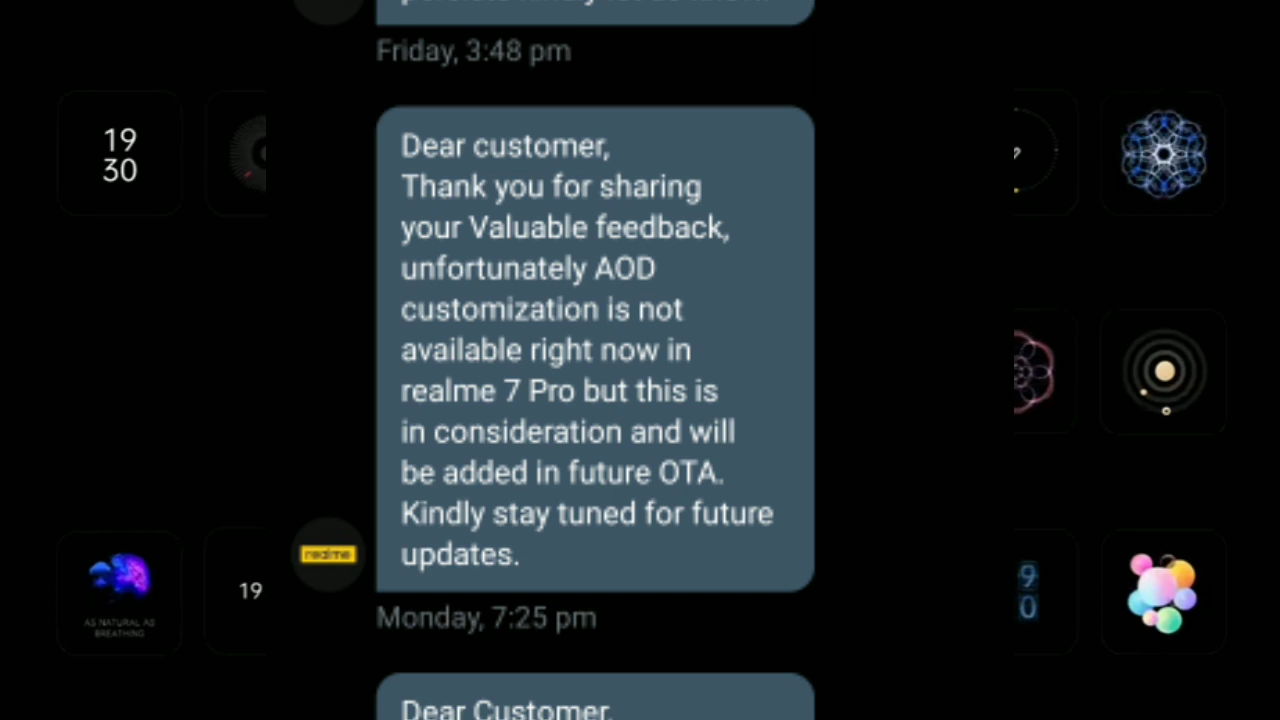 Friday, 3:48 pm
19
30
Dear customer,
Thank you for sharing
your Valuable feedback,
unfortunately AOD
customization is not
available right now in
realme 7 Pro but this is
in consideration and will
be added in future OTA.
Kindly stay tuned for future
updates.
realme
Monday, 7:25 pm
AS NATURAL AS
BREATHING
19
9
0
Dear Customer,